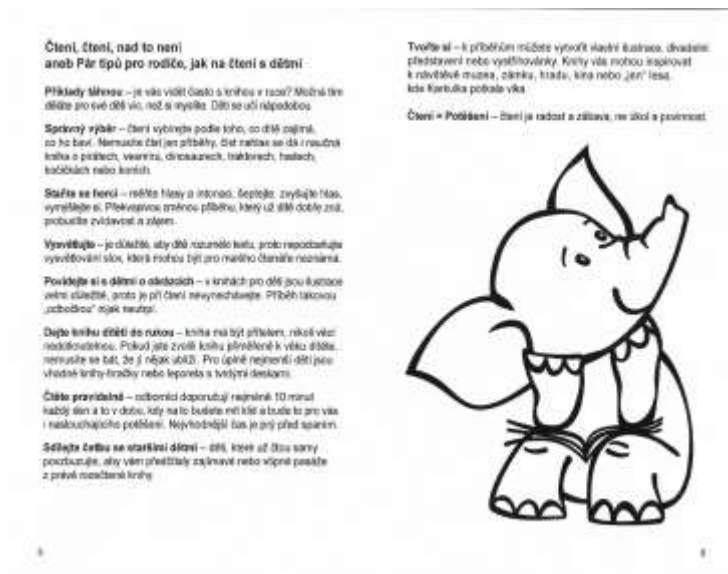 Čtení, čtení, nad to není
aneb Pár tipů pro rodiče, jak na čtení s dětmi
Příklady táhnou – je vás vidět často s knihou v ruce? Možná tím
děláte pro své děti víc, než si myslíte. Děti se učí nápodobou.
Správný výběr – čtení vybírejte podle toho, co dítě zajímá,
co ho baví. Nemusíte číst jen příběhy, číst nahlas se dá i naučná
kniha o pirátech, vesmíru, dinosaurech, traktorech, hadech,
kočičkách nebo koních.
Staňte se herci – měňte hlasy a intonaci, šeptejte, zvyšujte hlas,
vymýšlejte si. Překvapivou změnou příběhu, který už dítě dobře zná,
probudíte zvídavost a zájem.
Vysvětlujte – je důležité, aby dítě rozumělo textu, proto nepodceňujte
vysvětlování slov, která mohou být pro malého čtenáře neznámá.
Povídejte si s dětmi o obrázcích – v knihách pro děti jsou ilustrace
velmi důležité, proto je při čtení nevynechávejte. Příběh takovou
„odbočkou“ nijak neutrpí.
Dejte knihu dítěti do rukou – kniha má být přítelem, nikoli věcí
nedotknutelnou. Pokud jste zvolili knihu přiměřeně k věku dítěte,
nemusíte se bát, že jí nějak ublíží. Pro úplně nejmenší děti jsou
vhodné knihy-hračky nebo leporela s tvrdými deskami.
Čtěte pravidelně – odborníci doporučují nejméně 10 minut
každý den a to v dobu, kdy na to budete mít klid a bude to pro vás
i naslouchajícího potěšení. Nejvhodnější čas je prý před spaním.
Sdílejte četbu se staršími dětmi – děti, které už čtou samy
povzbuzujte, aby vám předčítaly zajímavé nebo vtipné pasáže
z právě rozečtené knihy.
Tvořte si – k příběhům můžete vytvořit vlastní ilustrace, divadelní
představení nebo vystřihovánky. Knihy vás mohou inspirovat
k návštěvě muzea, zámku, hradu, kina nebo „jen“ lesa,
kde Karkulka potkala vlka.
Čtení = Potěšení – čtení je radost a zábava, ne úkol a povinnost.